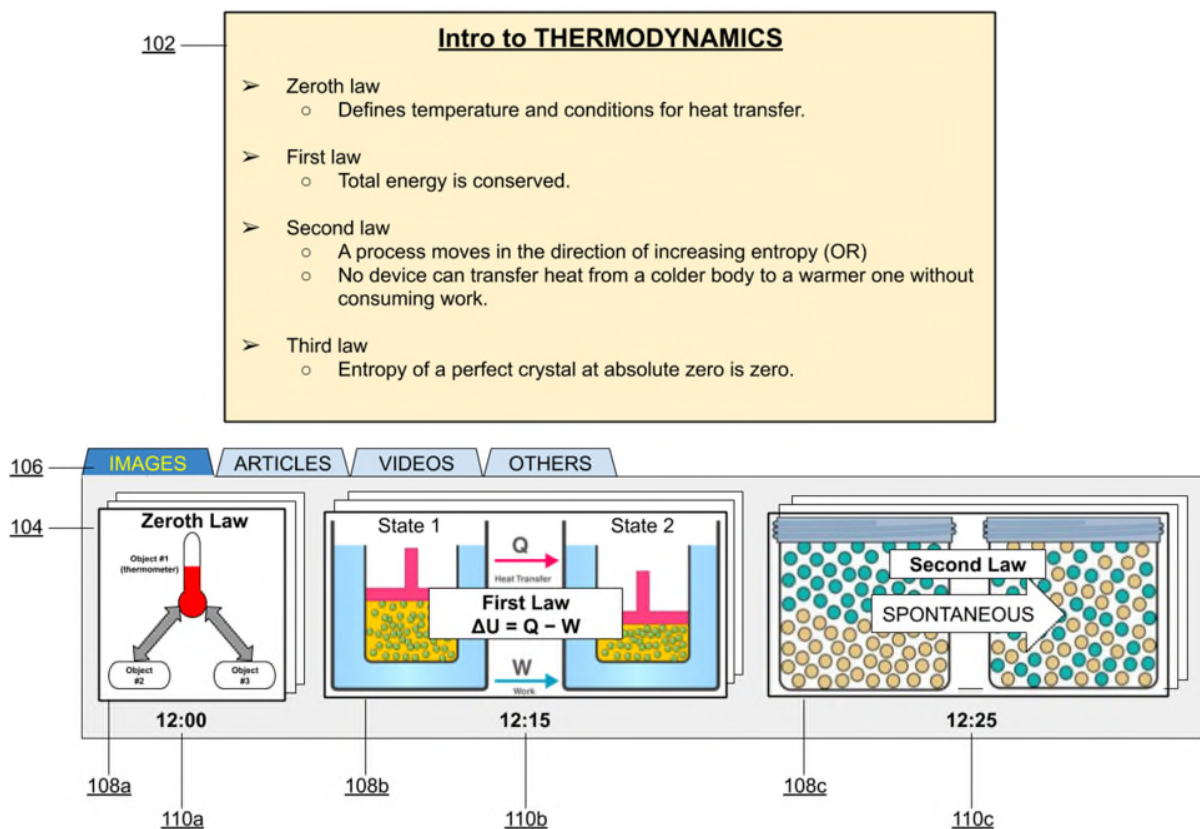 102
Intro to THERMODYNAMICS
➢ Zeroth law
○ Defines temperature and conditions for heat transfer.
➢ First law
○ Total energy is conserved.
➢ Second law
○ A process moves in the direction of increasing entropy (OR)
○ No device can transfer heat from a colder body to a warmer one without
consuming work.
➢ Third law
○ Entropy of a perfect crystal at absolute zero is zero.
106
IMAGES
ARTICLES
VIDEOS
OTHERS
104
Zeroth Law
Object #1
(thermometer)
Object
#2
Object
#3
State 1
State 2
Q
Heat Transfer
First Law
ΔU = Q − W
W
Work
Second Law
SPONTANEOUS
12:00
12:15
12:25
108a
108b
108c
110a
110b
110c